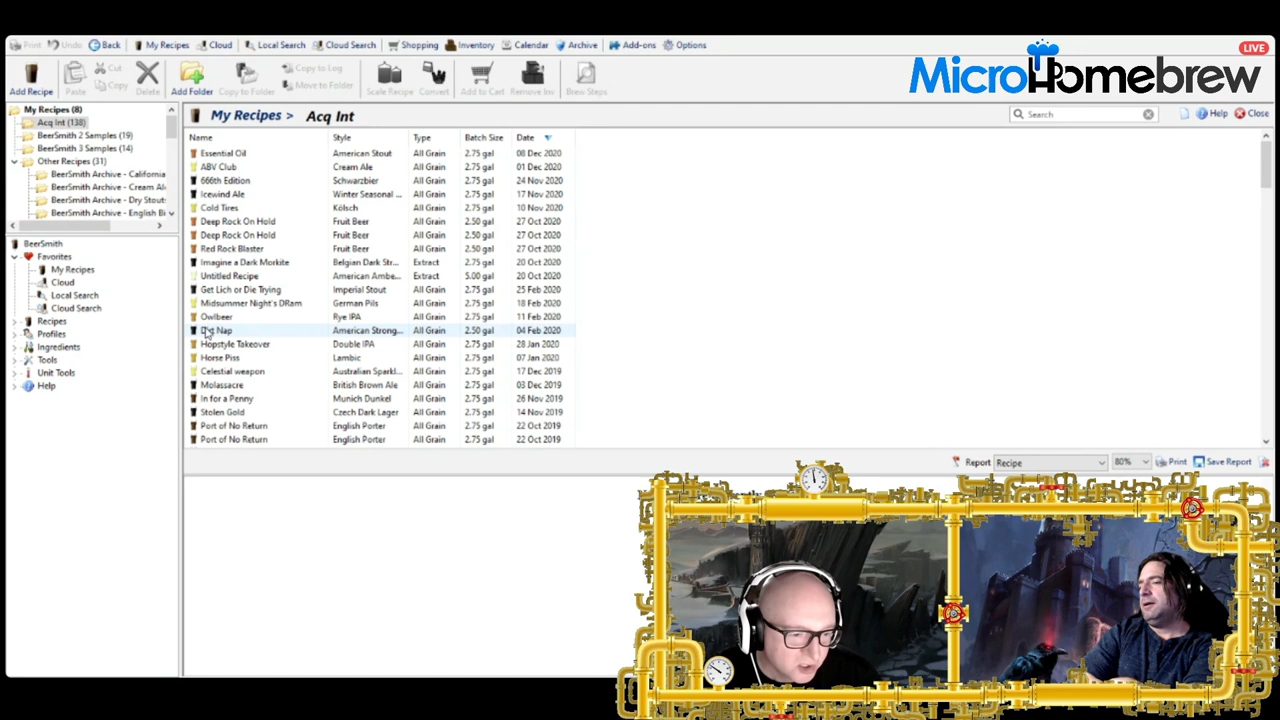 Print Undo Back My Recipes Cloud Local Search Cloud Search Shopping Inventory Calendar Archive Add-ons Options
LIVE
MicroHomebrew
Add Recipe Paste Cut Copy Delete Add Folder Copy to Folder Copy to Log Move to Folder Scale Recipe Convert Add to Cart Remove Inv Brew Steps
My Recipes > Acq Int
Search Help Close
My Recipes (8)
Acq Int (138)
BeerSmith 2 Samples (19)
BeerSmith 3 Samples (14)
Other Recipes (31)
BeerSmith Archive - California
BeerSmith Archive - Cream Al
BeerSmith Archive - Dry Stout
BeerSmith Archive - English Bi
BeerSmith
Favorites
My Recipes
Cloud
Local Search
Cloud Search
Recipes
Profiles
Ingredients
Tools
Unit Tools
Help
Name Style Type Batch Size Date
Essential Oil American Stout All Grain 2.75 gal 08 Dec 2020
ABV Club Cream Ale All Grain 2.75 gal 01 Dec 2020
666th Edition Schwarzbier All Grain 2.75 gal 24 Nov 2020
Icewind Ale Winter Seasonal ... All Grain 2.75 gal 17 Nov 2020
Cold Tires Kölsch All Grain 2.75 gal 10 Nov 2020
Deep Rock On Hold Fruit Beer All Grain 2.50 gal 27 Oct 2020
Deep Rock On Hold Fruit Beer All Grain 2.50 gal 27 Oct 2020
Red Rock Blaster Fruit Beer All Grain 2.50 gal 27 Oct 2020
Imagine a Dark Morkite Belgian Dark Str... Extract 2.75 gal 20 Oct 2020
Untitled Recipe American Ambe... Extract 5.00 gal 20 Oct 2020
Get Lich or Die Trying Imperial Stout All Grain 2.75 gal 25 Feb 2020
Midsummer Night's DRam German Pils All Grain 2.75 gal 18 Feb 2020
Owlbeer Rye IPA All Grain 2.75 gal 11 Feb 2020
Nap American Strong... All Grain 2.50 gal 04 Feb 2020
Hopstyle Takeover Double IPA All Grain 2.75 gal 28 Jan 2020
Horse Piss Lambic All Grain 2.75 gal 07 Jan 2020
Celestial weapon Australian Sparkl... All Grain 2.75 gal 17 Dec 2019
Molassacre British Brown Ale All Grain 2.75 gal 03 Dec 2019
In for a Penny Munich Dunkel All Grain 2.75 gal 26 Nov 2019
Stolen Gold Czech Dark Lager All Grain 2.75 gal 14 Nov 2019
Port of No Return English Porter All Grain 2.75 gal 22 Oct 2019
Port of No Return English Porter All Grain 2.75 gal 22 Oct 2019
Report Recipe 80% Print Save Report